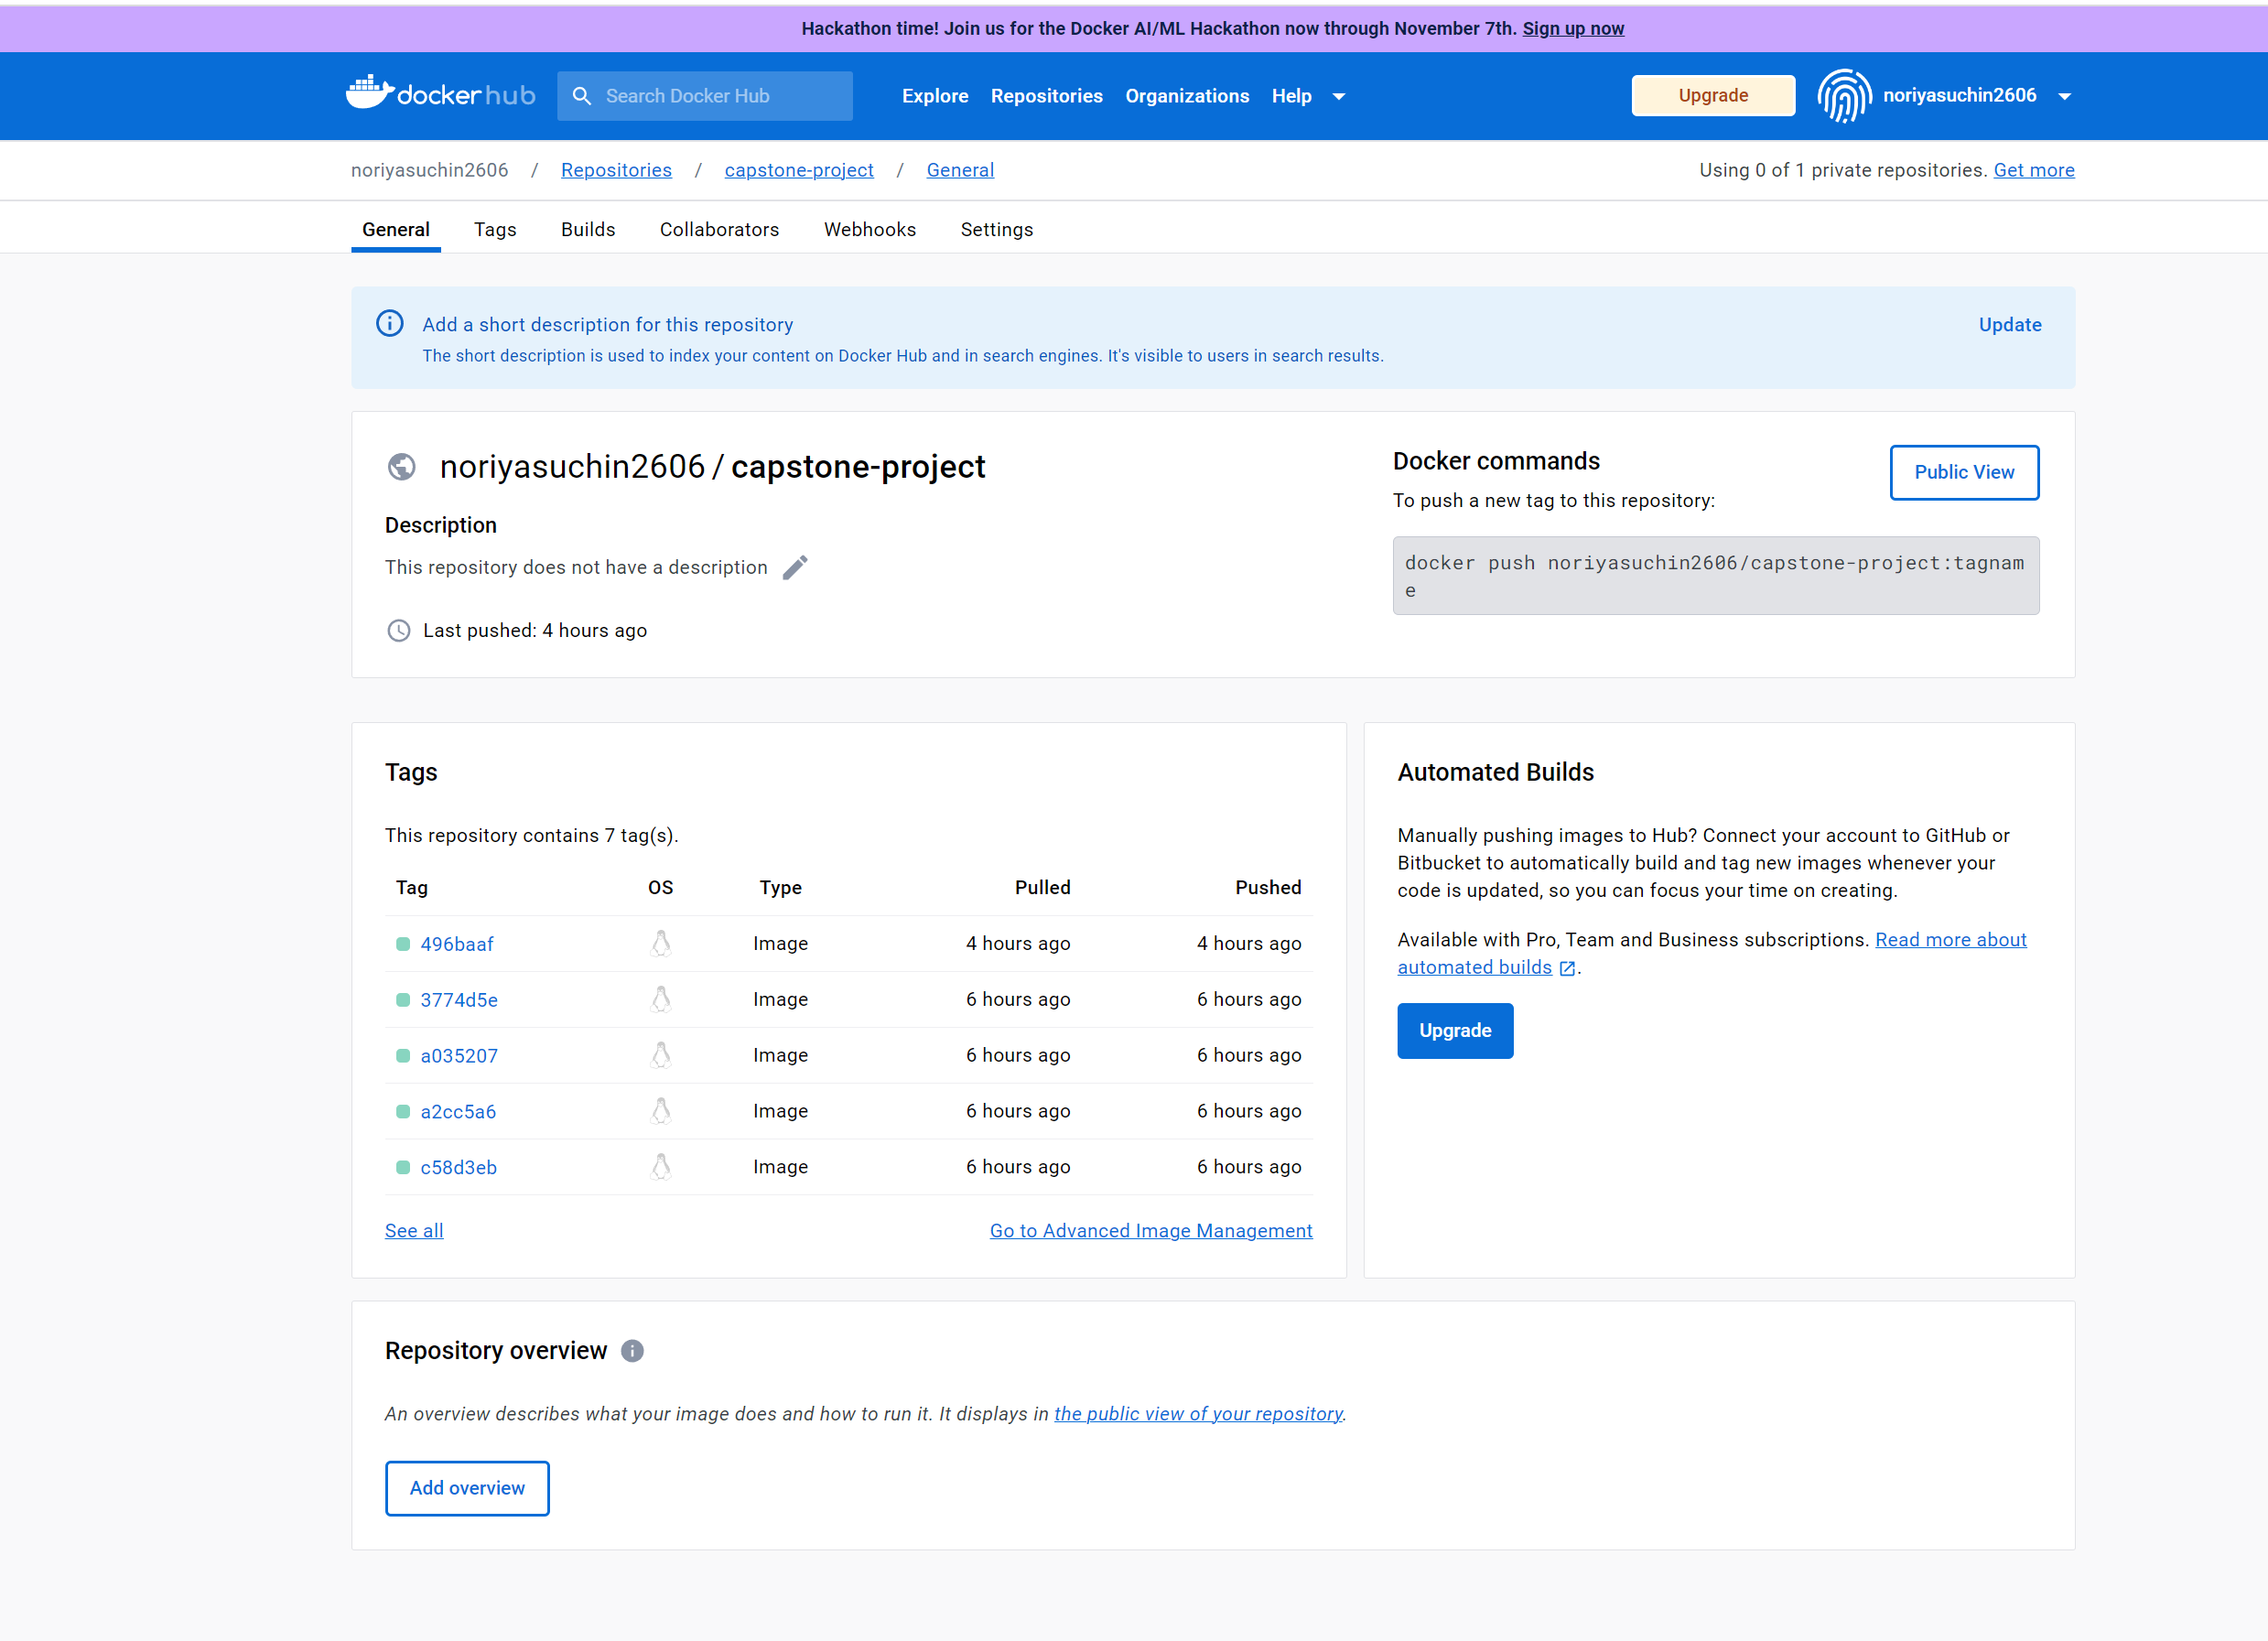 Hackathon time! Join us for the Docker AI/ML Hackathon now through November 7th. Sign up now
dockerhub
Search Docker Hub
Explore
Repositories
Organizations
Help
Upgrade
noriyasuchin2606
noriyasuchin2606 / Repositories / capstone-project / General
Using 0 of 1 private repositories. Get more
General
Tags
Builds
Collaborators
Webhooks
Settings
Add a short description for this repository
Update
The short description is used to index your content on Docker Hub and in search engines. It's visible to users in search results.
noriyasuchin2606 / capstone-project
Description
This repository does not have a description
Last pushed: 4 hours ago
Docker commands
Public View
To push a new tag to this repository:
docker push noriyasuchin2606/capstone-project:tagnam
e
Tags
This repository contains 7 tag(s).
Tag OS Type Pulled Pushed
496baaf Image 4 hours ago 4 hours ago
3774d5e Image 6 hours ago 6 hours ago
a035207 Image 6 hours ago 6 hours ago
a2cc5a6 Image 6 hours ago 6 hours ago
c58d3eb Image 6 hours ago 6 hours ago
See all
Go to Advanced Image Management
Automated Builds
Manually pushing images to Hub? Connect your account to GitHub or
Bitbucket to automatically build and tag new images whenever your
code is updated, so you can focus your time on creating.
Available with Pro, Team and Business subscriptions. Read more about
automated builds.
Upgrade
Repository overview
An overview describes what your image does and how to run it. It displays in the public view of your repository.
Add overview